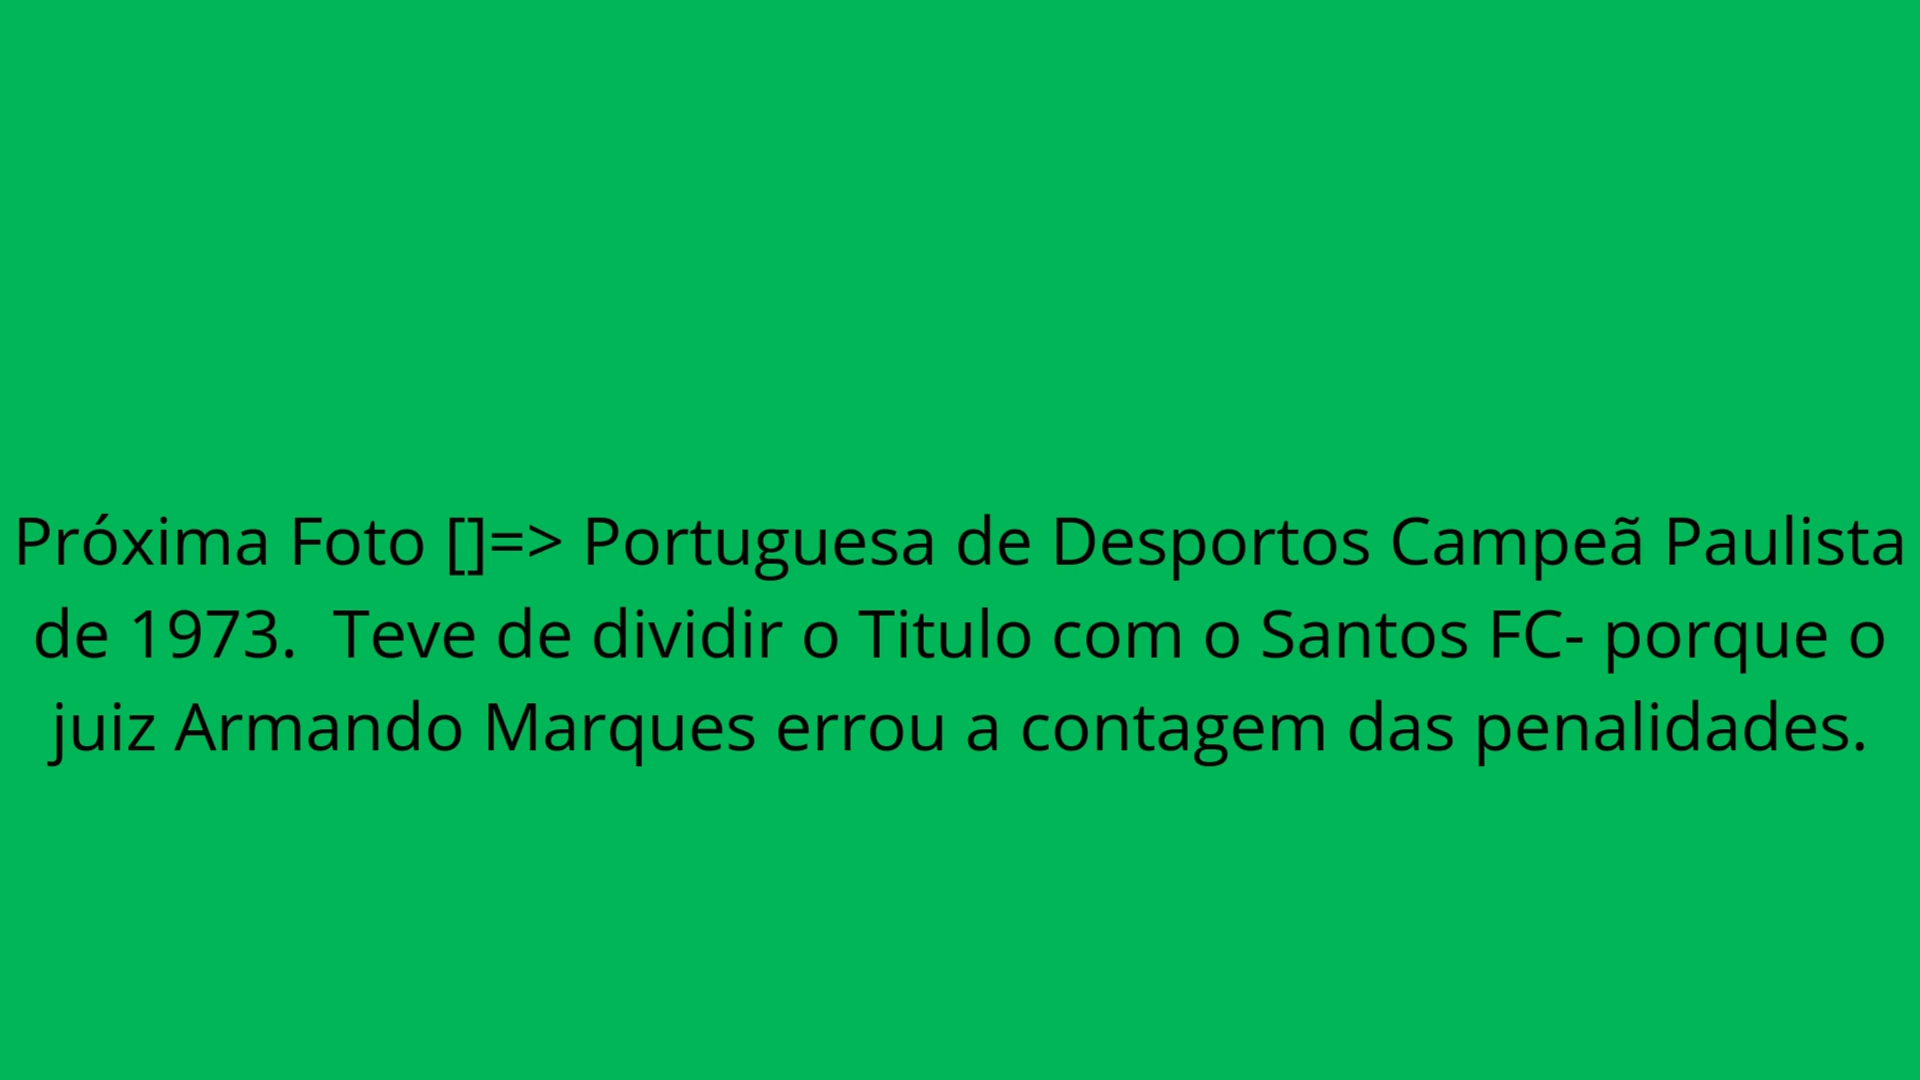 Próxima Foto []=> Portuguesa de Desportos Campeã Paulista
de 1973.  Teve de dividir o Titulo com o Santos FC- porque o
juiz Armando Marques errou a contagem das penalidades.